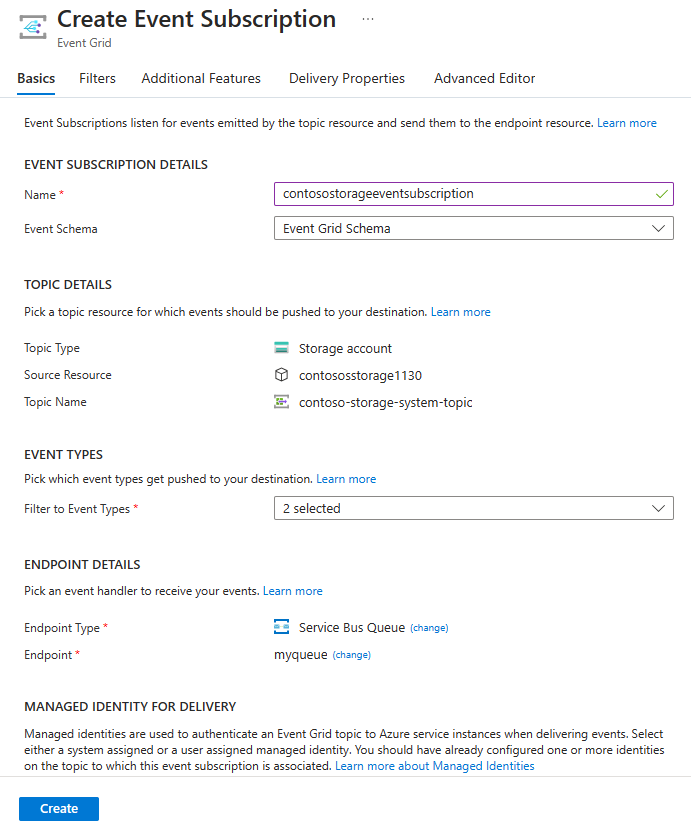 Create Event Subscription ...
Event Grid
Basics Filters Additional Features Delivery Properties Advanced Editor
Event Subscriptions listen for events emitted by the topic resource and send them to the endpoint resource. Learn more
EVENT SUBSCRIPTION DETAILS
Name * contosostorageeventsubscription
Event Schema Event Grid Schema
TOPIC DETAILS
Pick a topic resource for which events should be pushed to your destination. Learn more
Topic Type Storage account
Source Resource contososstorage1130
Topic Name contoso-storage-system-topic
EVENT TYPES
Pick which event types get pushed to your destination. Learn more
Filter to Event Types * 2 selected
ENDPOINT DETAILS
Pick an event handler to receive your events. Learn more
Endpoint Type * Service Bus Queue (change)
Endpoint * myqueue (change)
MANAGED IDENTITY FOR DELIVERY
Managed identities are used to authenticate an Event Grid topic to Azure service instances when delivering events. Select
either a system assigned or a user assigned managed identity. You should have already configured one or more identities
on the topic to which this event subscription is associated. Learn more about Managed Identities
Create